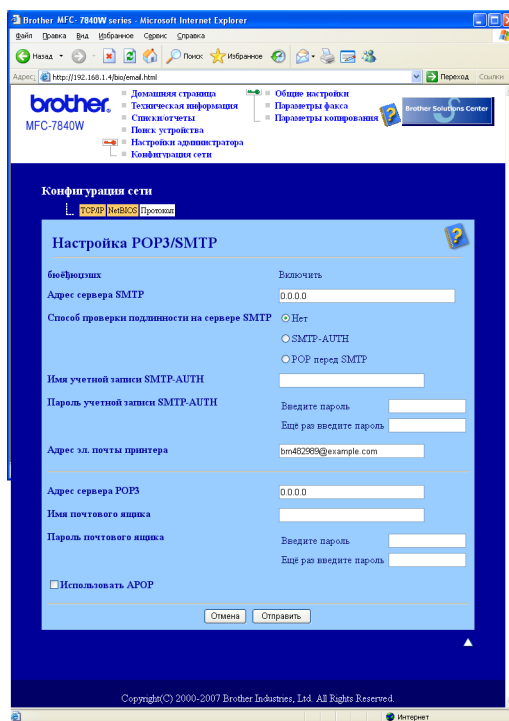 Brother MFC- 7840W series - Microsoft Internet Explorer
Файл Правка Вид Избранное Сервис Справка
Назад Поиск Избранное
Адрес: http://192.168.1.4/bio/email.html Переход Ссылки
brother.
MFC-7840W
Домашняя страница
Техническая информация
Списки/отчеты
Поиск устройства
Настройки администратора
Конфигурация сети
Общие настройки
Параметры факса
Параметры копирования
Brother Solutions Center
Конфигурация сети
TCP/IP NetBIOS Протокол
Настройка POP3/SMTP
Включить
Адрес сервера SMTP 0.0.0.0
Способ проверки подлинности на сервере SMTP Нет
SMTP-AUTH
POP перед SMTP
Имя учетной записи SMTP-AUTH
Пароль учетной записи SMTP-AUTH Введите пароль
Ещё раз введите пароль
Адрес эл. почты принтера brn482989@example.com
Адрес сервера POP3 0.0.0.0
Имя почтового ящика
Пароль почтового ящика Введите пароль
Ещё раз введите пароль
Использовать APOP
Отмена Отправить
Copyright(C) 2000-2007 Brother Industries, Ltd. All Rights Reserved.
Интернет